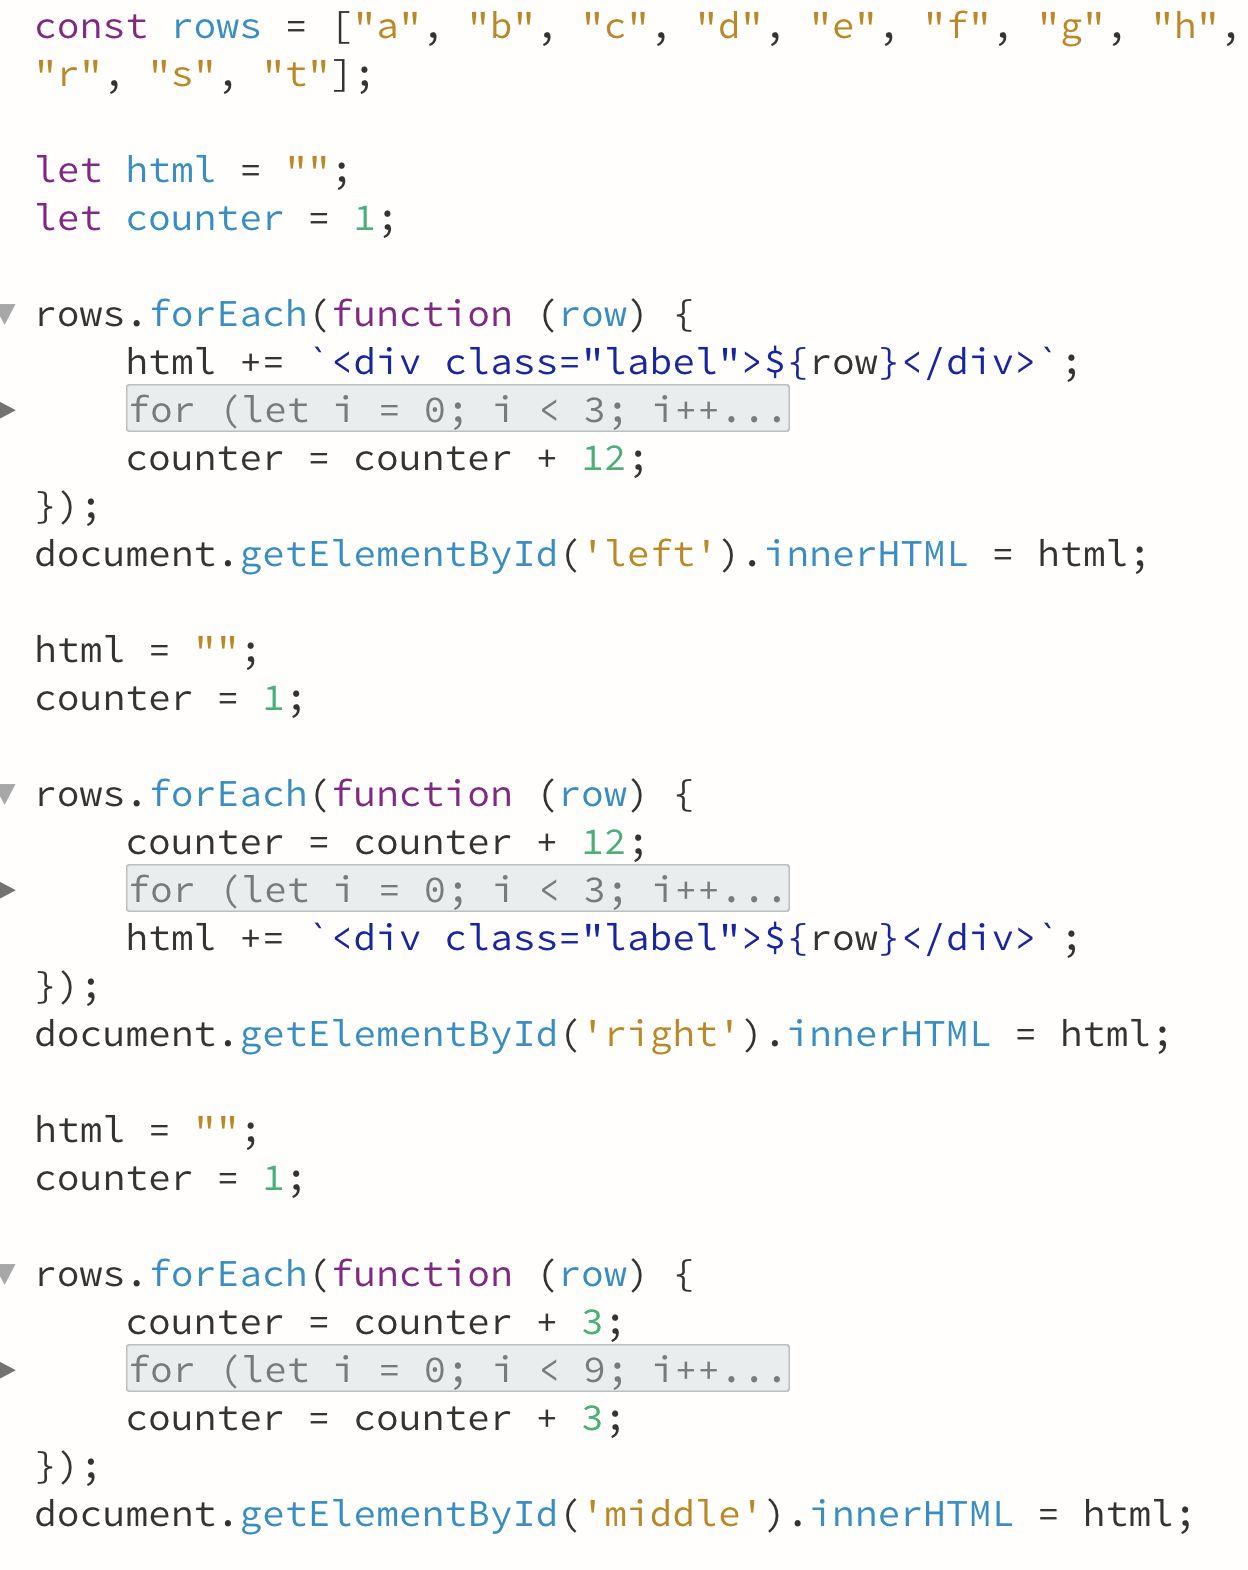 const rows = ["a", "b", "c", "d", "e", "f", "g", "h",
"r", "s", "t"];
let html = "";
let counter = 1;
rows.forEach(function (row) {
html += `<div class="label">${row}</div>`;
for (let i = 0; i < 3; i++...
counter = counter + 12;
});
document.getElementById('left').innerHTML = html;
html = "";
counter = 1;
rows.forEach(function (row) {
counter = counter + 12;
for (let i = 0; i < 3; i++...
html += `<div class="label">${row}</div>`;
});
document.getElementById('right').innerHTML = html;
html = "";
counter = 1;
rows.forEach(function (row) {
counter = counter + 3;
for (let i = 0; i < 9; i++...
counter = counter + 3;
});
document.getElementById('middle').innerHTML = html;